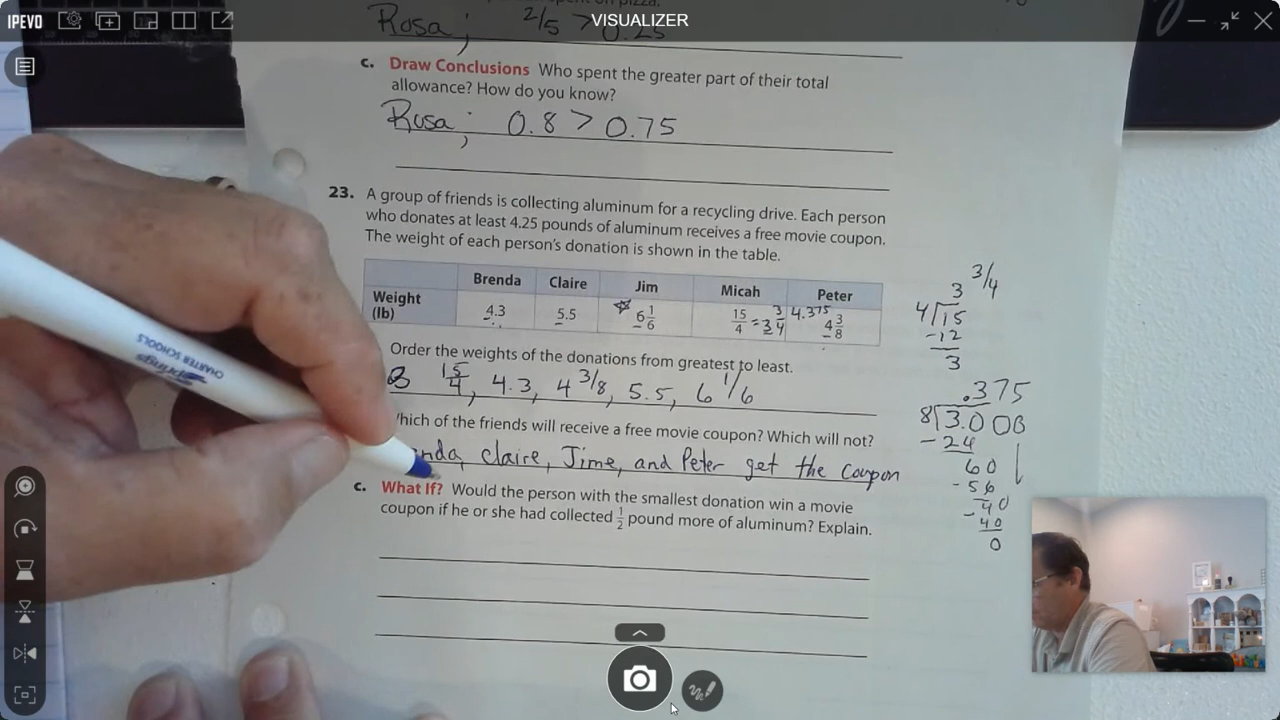 IPEVO
VISUALIZER
Rosa; 2/5 > 0.25
c. Draw Conclusions Who spent the greater part of their total
allowance? How do you know?
Rosa; 0.8 > 0.75
23. A group of friends is collecting aluminum for a recycling drive. Each person
who donates at least 4.25 pounds of aluminum receives a free movie coupon.
The weight of each person's donation is shown in the table.
Brenda Claire Jim Micah Peter
Weight
(lb)
4.3 5.5 6 1/6 15/4 = 3 3/4 4.375 4 3/8
Order the weights of the donations from greatest to least.
15/4, 4.3, 4 3/8, 5.5, 6 1/6
Which of the friends will receive a free movie coupon? Which will not?
nda, Claire, Jime, and Peter get the coupon
c. What If? Would the person with the smallest donation win a movie
coupon if he or she had collected 1/2 pound more of aluminum? Explain.
3 3/4
4 15
-12
3
.375
8 3.000
-24
60
-56
40
-40
0
CHARTER SCHOOLS